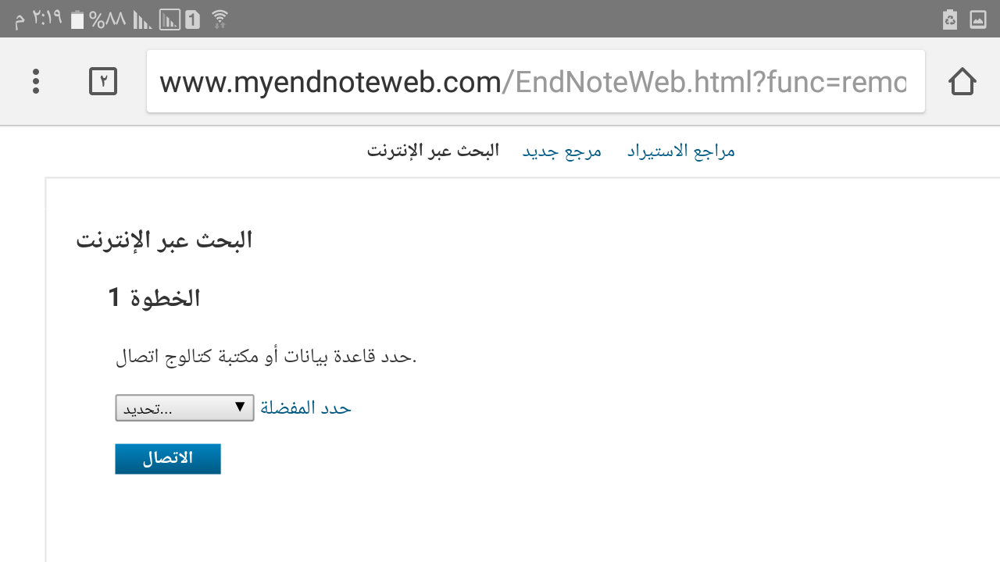 ٢:١٩ م ٨٨% 1
٢ www.myendnoteweb.com/EndNoteWeb.html?func=remo
مراجع الاستيراد مرجع جديد البحث عبر الإنترنت
البحث عبر الإنترنت
الخطوة 1
حدد قاعدة بيانات أو مكتبة كتالوج اتصال.
تحديد... حدد المفضلة
الاتصال